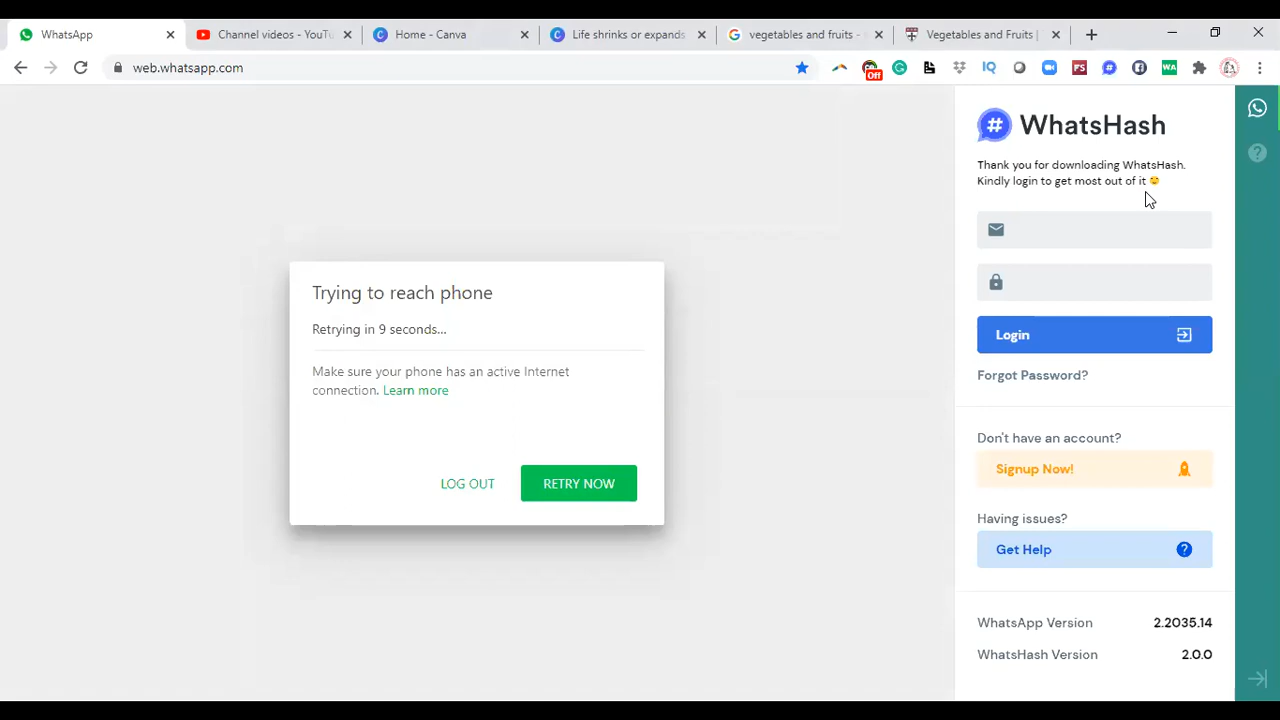 WhatsApp
Channel videos - YouTu
Home - Canva
Life shrinks or expands
vegetables and fruits -
Vegetables and Fruits |
web.whatsapp.com
Off
IQ
FS
WA
WhatsHash
Thank you for downloading WhatsHash.
Kindly login to get most out of it 😊
Login
Forgot Password?
Don't have an account?
Signup Now!
Having issues?
Get Help
WhatsApp Version 2.2035.14
WhatsHash Version 2.0.0
Trying to reach phone
Retrying in 9 seconds...
Make sure your phone has an active Internet
connection. Learn more
LOG OUT RETRY NOW